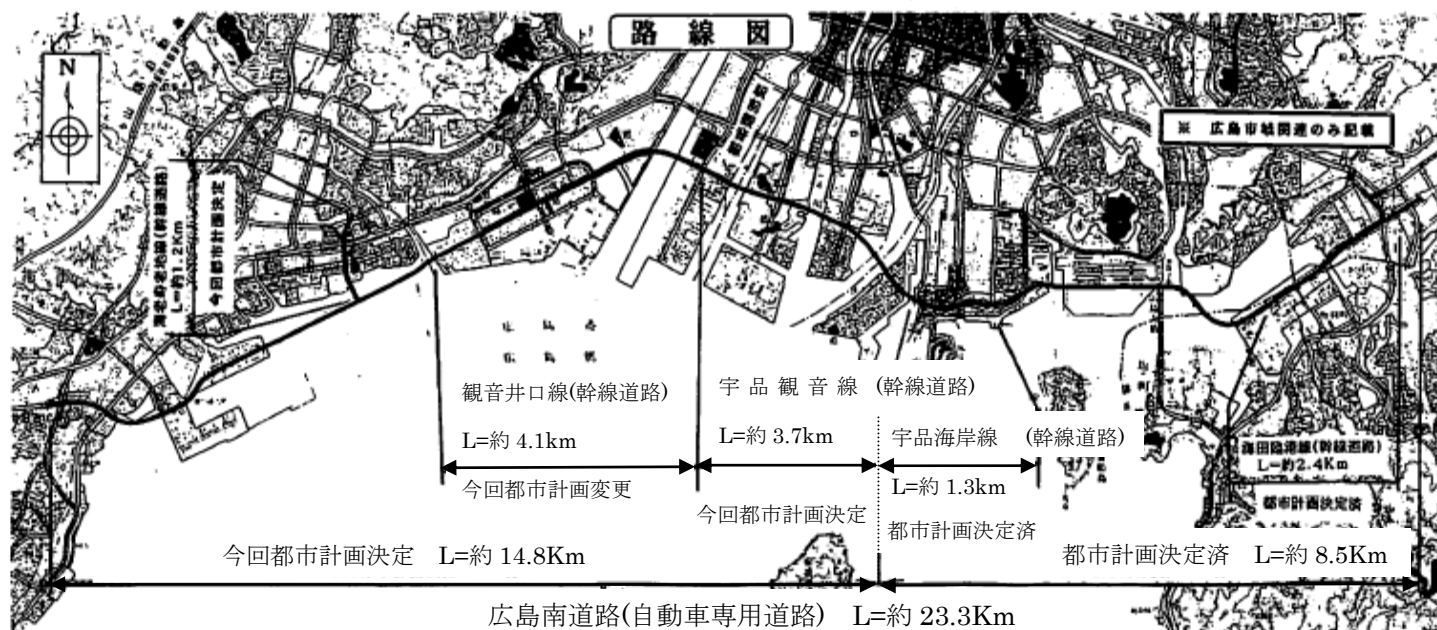 路線図
N
※ 広島市域関連のみ記載
L=約1.2Km
今回都市計画決定
観音井口線(幹線道路)
L=約 4.1km
今回都市計画変更
宇品観音線 (幹線道路)
L=約 3.7km
今回都市計画決定
宇品海岸線 (幹線道路)
L=約 1.3km
都市計画決定済
海田臨港線(幹線道路)
L=約2.4Km
都市計画決定済
今回都市計画決定 L=約 14.8Km
都市計画決定済 L=約 8.5Km
広島南道路(自動車専用道路) L=約 23.3Km